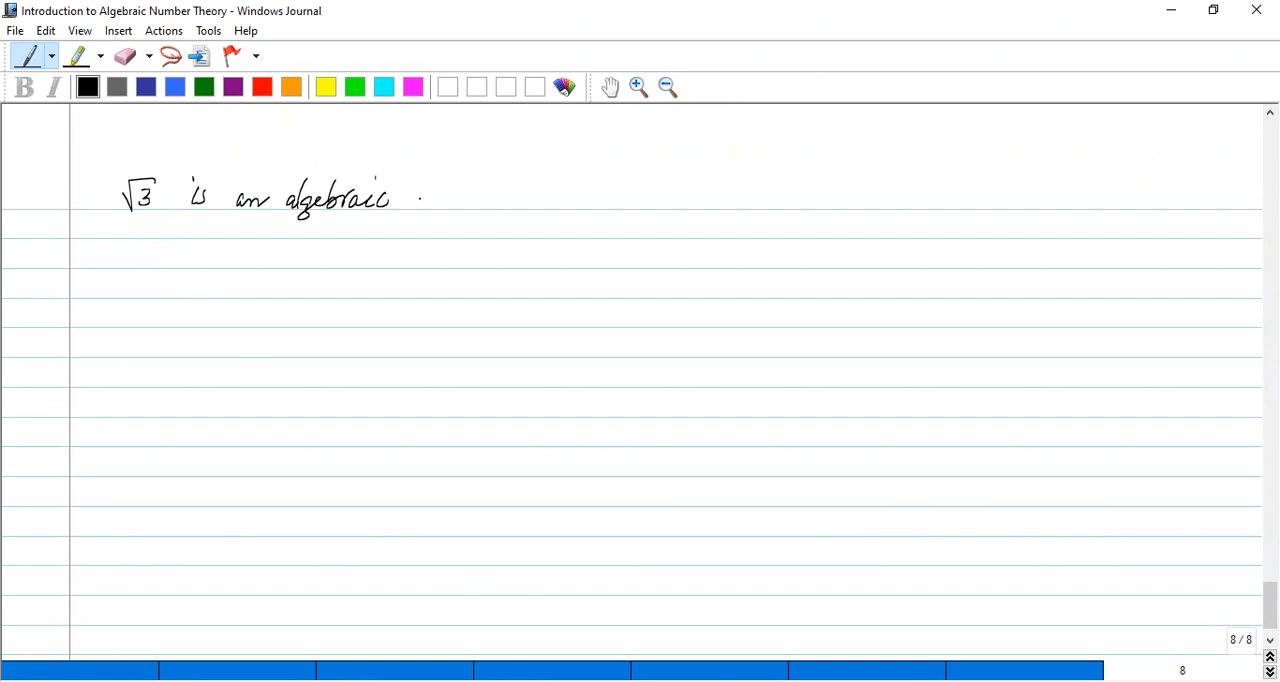 Introduction to Algebraic Number Theory - Windows Journal
File Edit View Insert Actions Tools Help
B I
√3 is an algebraic .
8 / 8
8